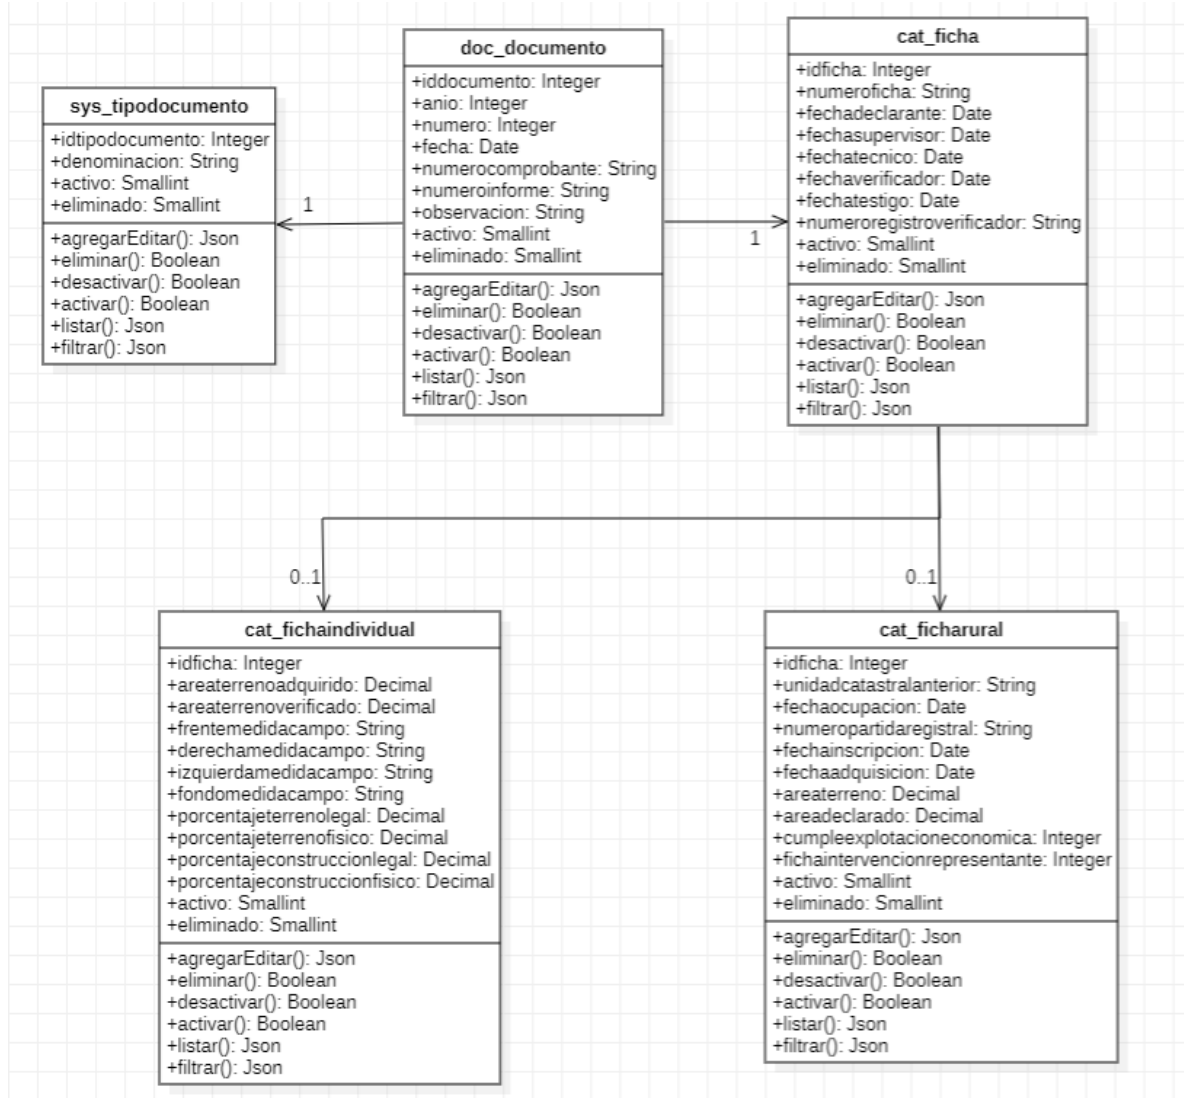 sys_tipodocumento
+idtipodocumento: Integer
+denominacion: String
+activo: Smallint
+eliminado: Smallint
+agregarEditar(): Json
+eliminar(): Boolean
+desactivar(): Boolean
+activar(): Boolean
+listar(): Json
+filtrar(): Json
1
doc_documento
+iddocumento: Integer
+anio: Integer
+numero: Integer
+fecha: Date
+numerocomprobante: String
+numeroinforme: String
+observacion: String
+activo: Smallint
+eliminado: Smallint
+agregarEditar(): Json
+eliminar(): Boolean
+desactivar(): Boolean
+activar(): Boolean
+listar(): Json
+filtrar(): Json
1
cat_ficha
+idficha: Integer
+numeroficha: String
+fechadeclarante: Date
+fechasupervisor: Date
+fechatecnico: Date
+fechaverificador: Date
+fechatestigo: Date
+numeroregistroverificador: String
+activo: Smallint
+eliminado: Smallint
+agregarEditar(): Json
+eliminar(): Boolean
+desactivar(): Boolean
+activar(): Boolean
+listar(): Json
+filtrar(): Json
0..1
cat_fichaindividual
+idficha: Integer
+areaterrenoadquirido: Decimal
+areaterrenoverificado: Decimal
+frentemedidacampo: String
+derechamedidacampo: String
+izquierdamedidacampo: String
+fondomedidacampo: String
+porcentajeterrenolegal: Decimal
+porcentajeterrenofisico: Decimal
+porcentajeconstruccionlegal: Decimal
+porcentajeconstruccionfisico: Decimal
+activo: Smallint
+eliminado: Smallint
+agregarEditar(): Json
+eliminar(): Boolean
+desactivar(): Boolean
+activar(): Boolean
+listar(): Json
+filtrar(): Json
0..1
cat_ficharural
+idficha: Integer
+unidadcatastralanterior: String
+fechaocupacion: Date
+numeropartidaregistral: String
+fechainscripcion: Date
+fechaadquisicion: Date
+areaterreno: Decimal
+areadeclarado: Decimal
+cumpleexplotacioneconomica: Integer
+fichaintervencionrepresentante: Integer
+activo: Smallint
+eliminado: Smallint
+agregarEditar(): Json
+eliminar(): Boolean
+desactivar(): Boolean
+activar(): Boolean
+listar(): Json
+filtrar(): Json